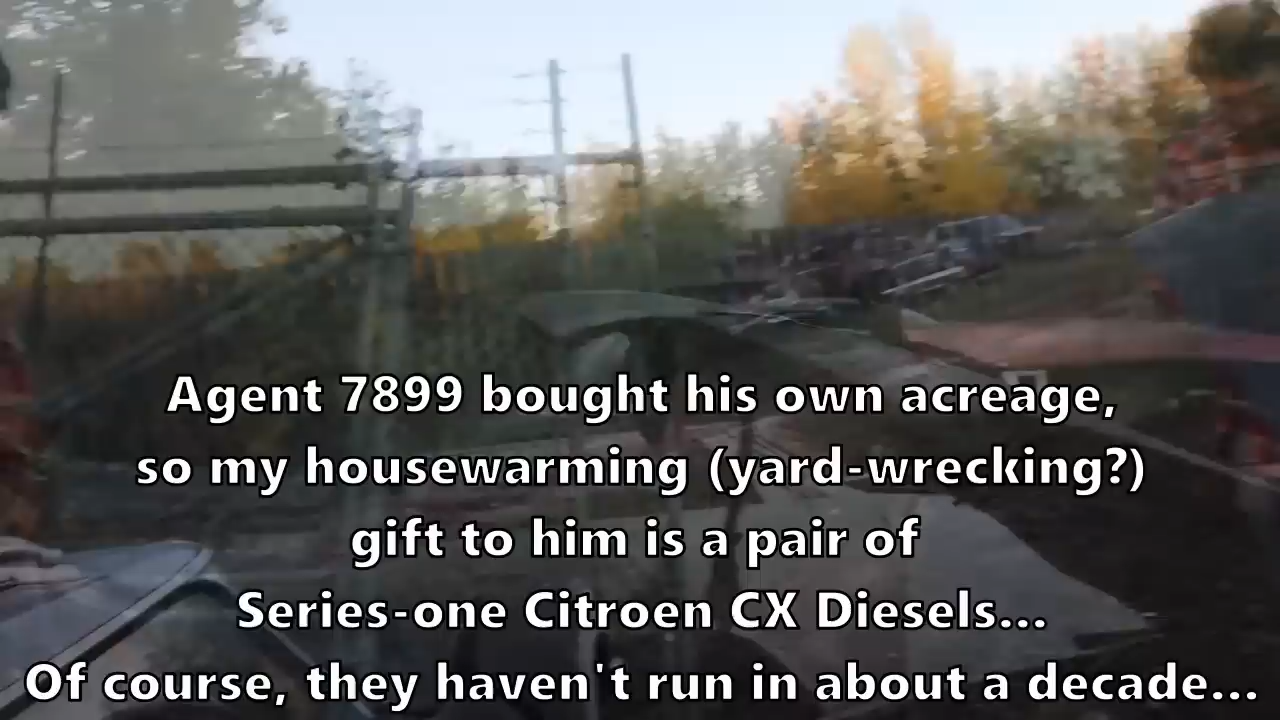 Agent 7899 bought his own acreage,
so my housewarming (yard-wrecking?)
gift to him is a pair of
Series-one Citroen CX Diesels...
Of course, they haven't run in about a decade...